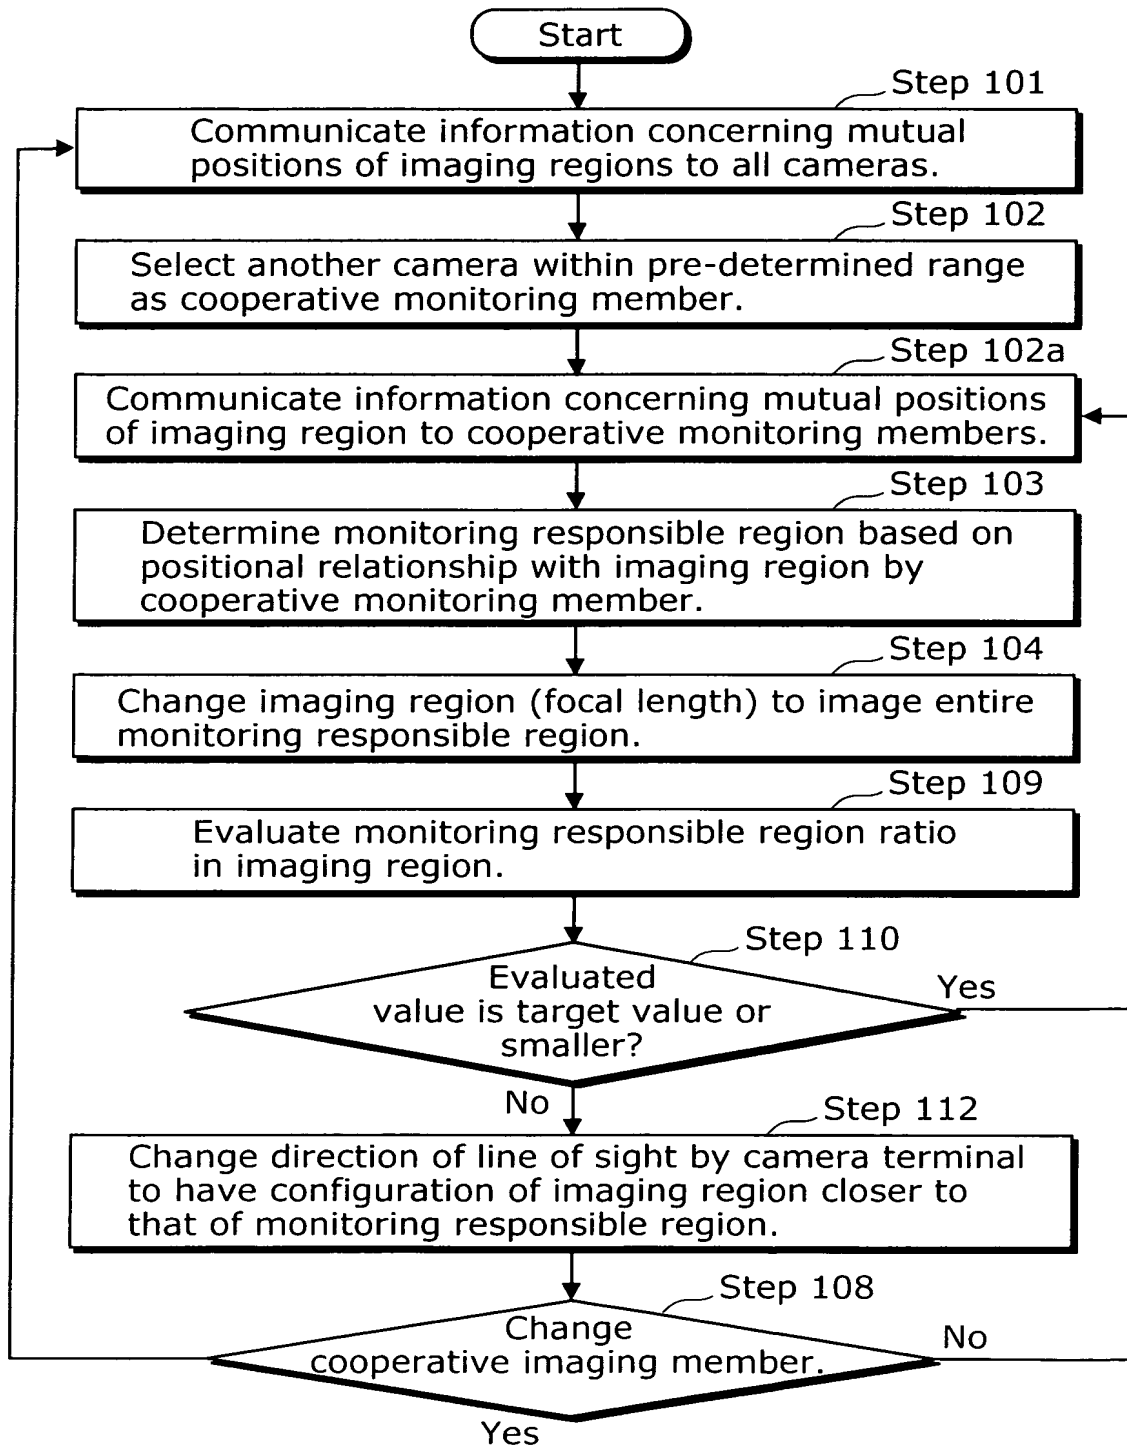 Start
Step 101
Communicate information concerning mutual
positions of imaging regions to all cameras.
Step 102
Select another camera within pre-determined range
as cooperative monitoring member.
Step 102a
Communicate information concerning mutual positions
of imaging region to cooperative monitoring members.
Step 103
Determine monitoring responsible region based on
positional relationship with imaging region by
cooperative monitoring member.
Step 104
Change imaging region (focal length) to image entire
monitoring responsible region.
Step 109
Evaluate monitoring responsible region ratio
in imaging region.
Step 110
Evaluated
value is target value or
smaller?
Yes
No
Step 112
Change direction of line of sight by camera terminal
to have configuration of imaging region closer to
that of monitoring responsible region.
Step 108
Change
cooperative imaging member.
No
Yes